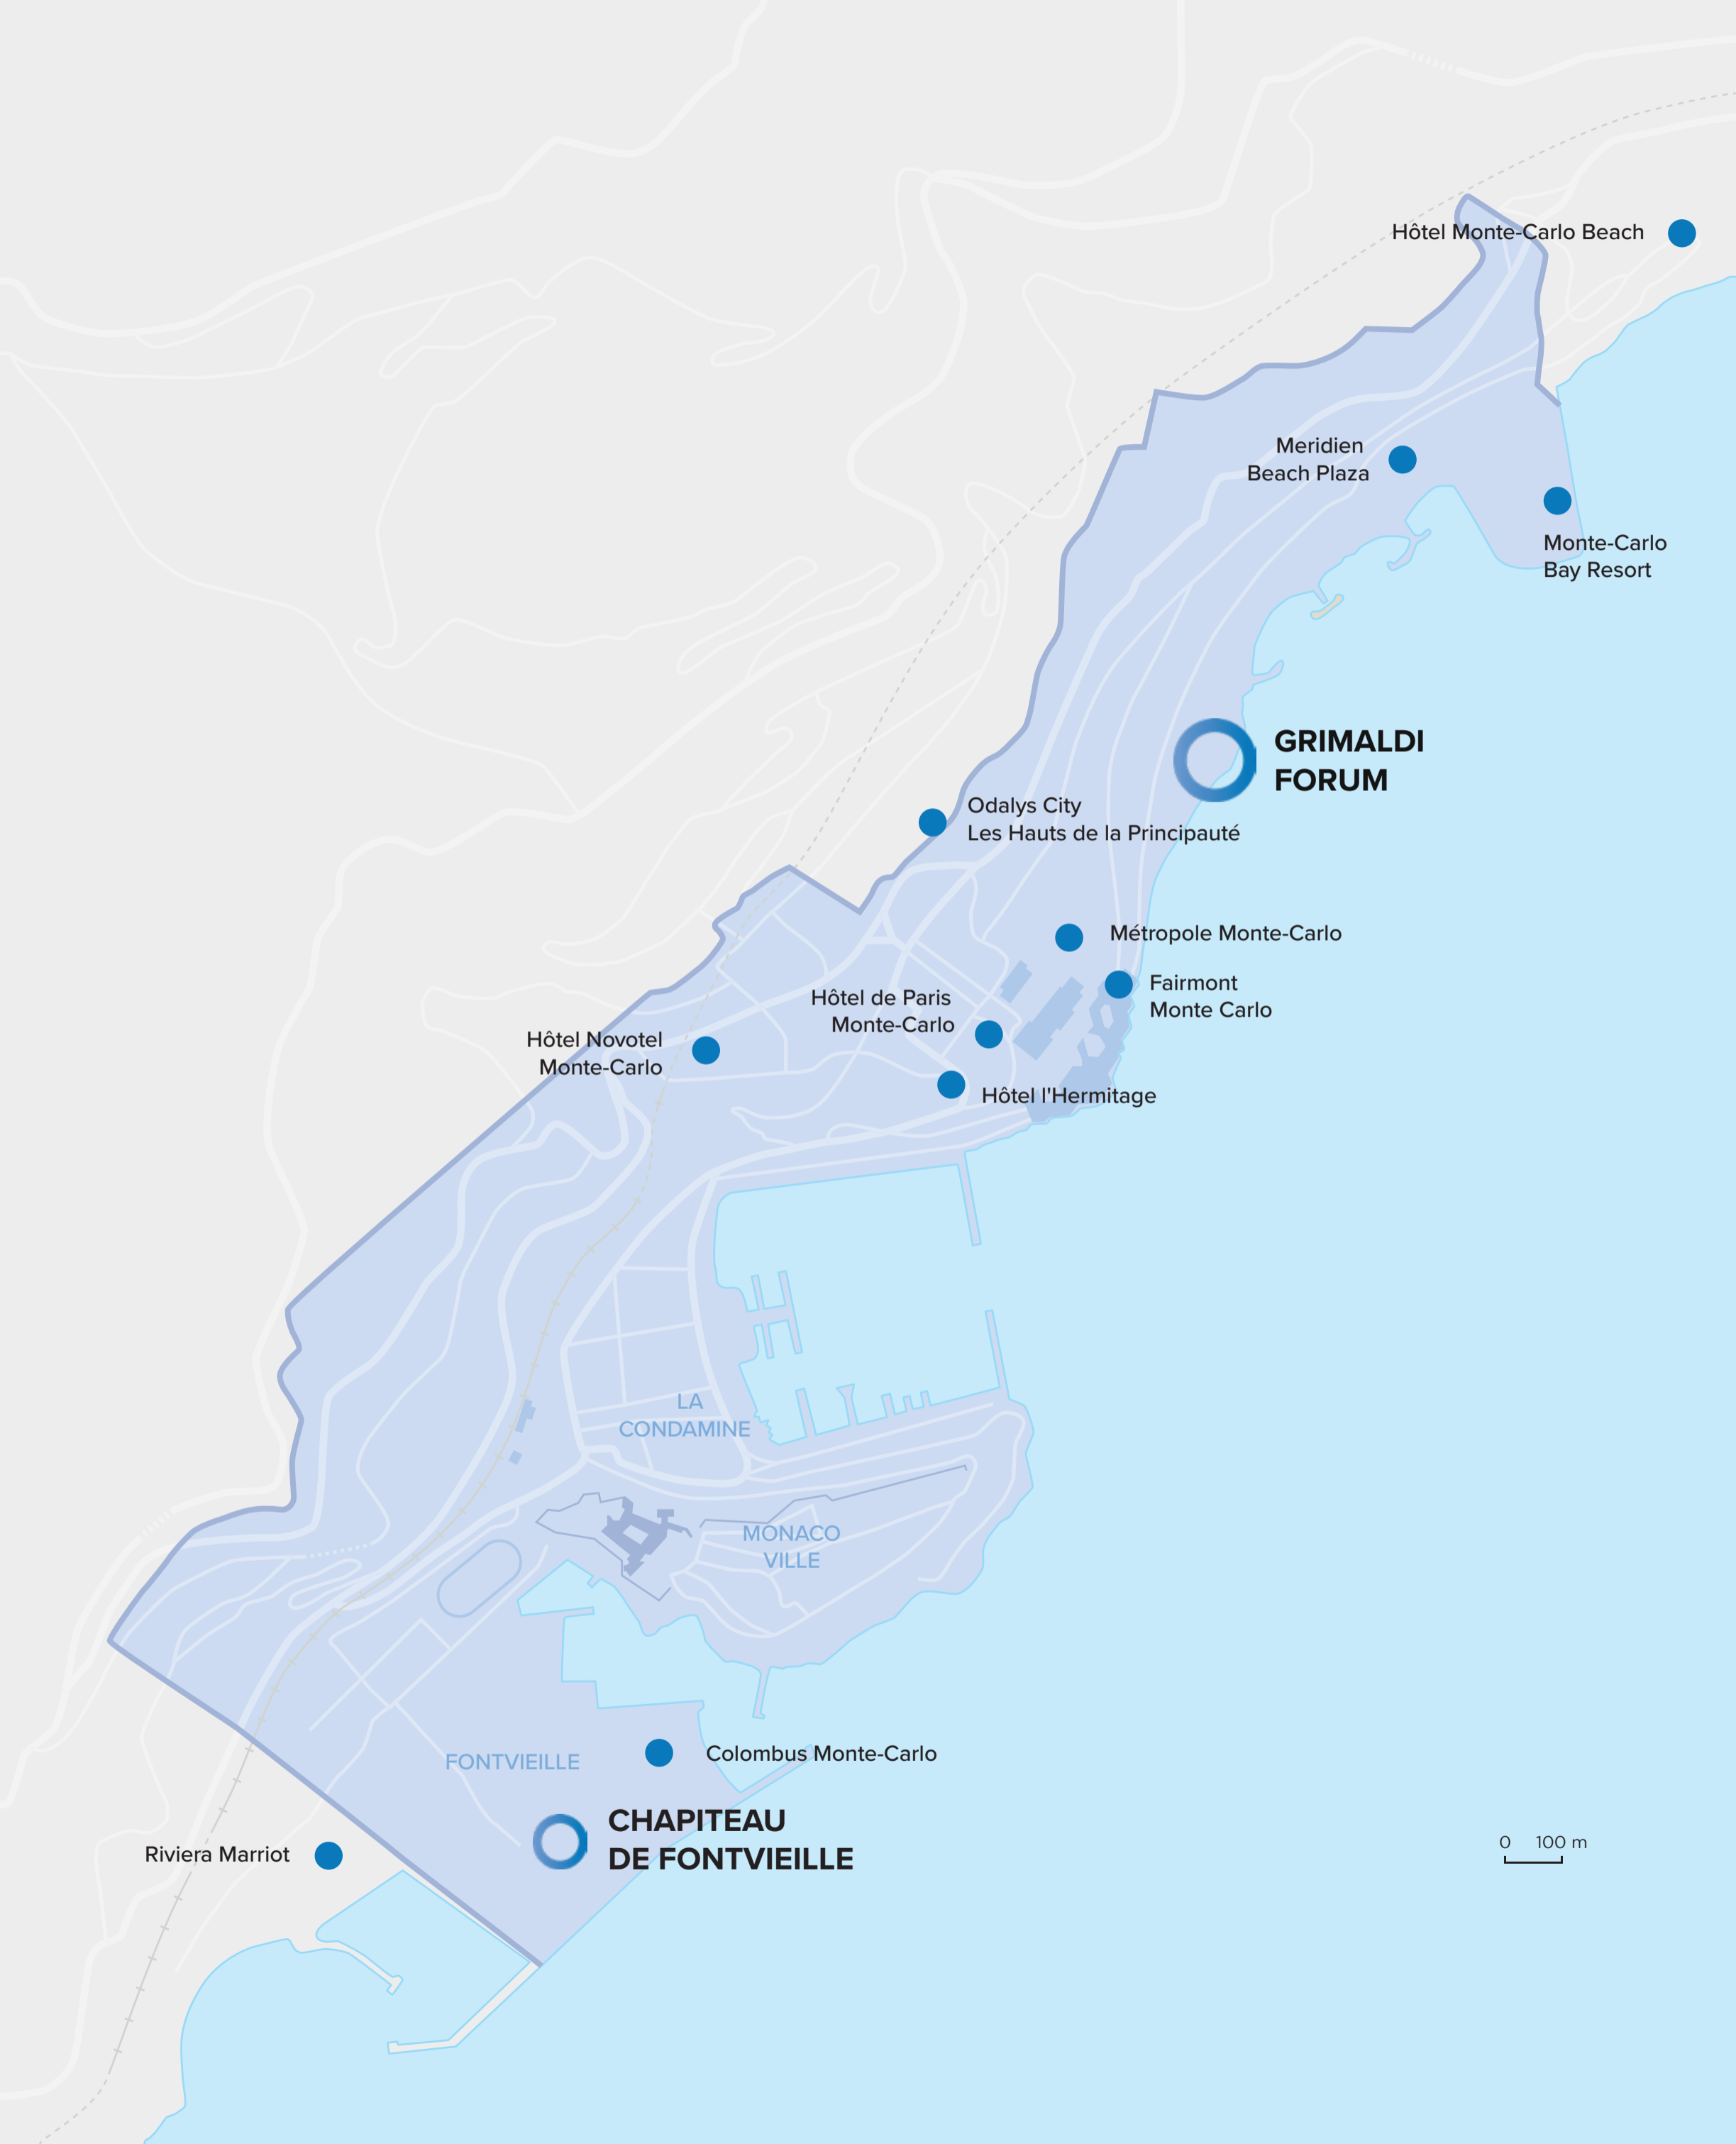 Hôtel Monte-Carlo Beach
Meridien
Beach Plaza
Monte-Carlo
Bay Resort
GRIMALDI
FORUM
Odalys City
Les Hauts de la Principauté
Métropole Monte-Carlo
Fairmont
Monte Carlo
Hôtel de Paris
Monte-Carlo
Hôtel Novotel
Monte-Carlo
Hôtel l'Hermitage
LA
CONDAMINE
MONACO
VILLE
FONTVIEILLE
Colombus Monte-Carlo
CHAPITEAU
DE FONTVIEILLE
Riviera Marriot
0 100 m